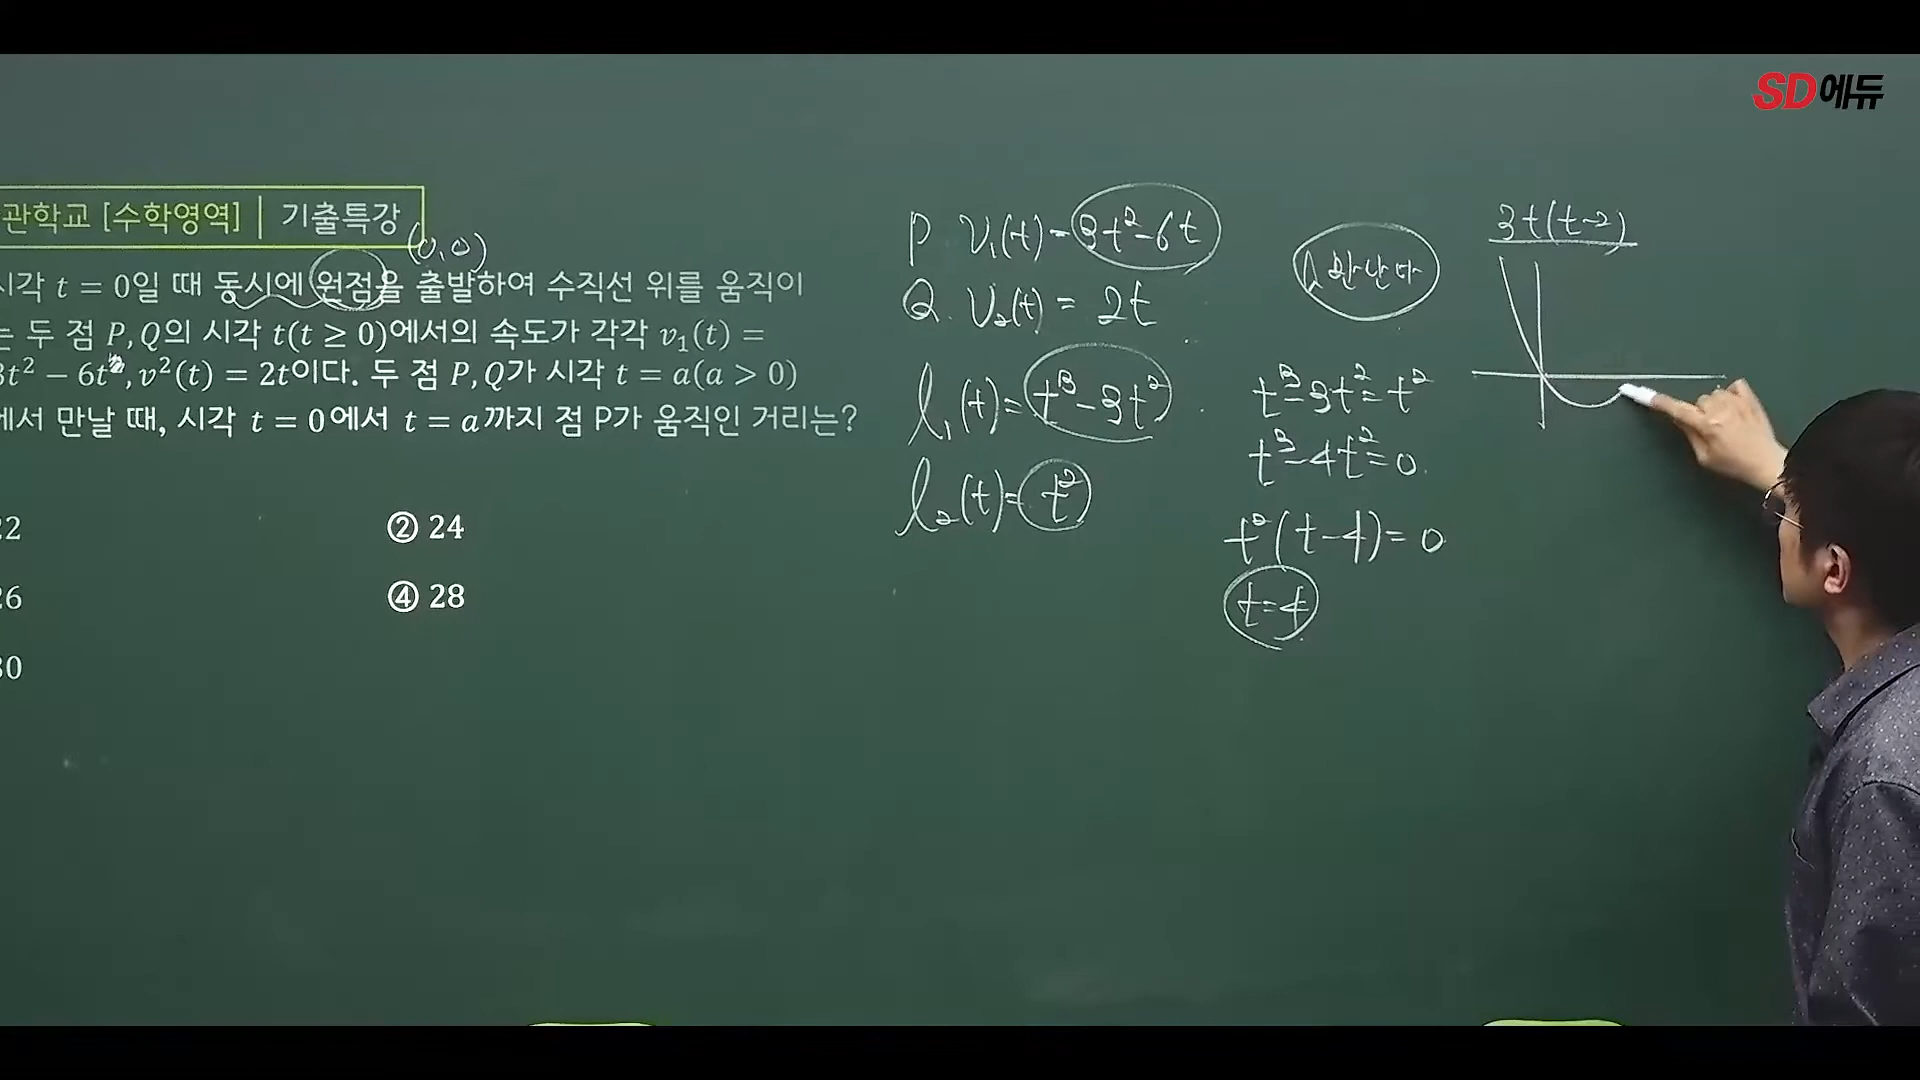 SD에듀
관학교 [수학영역] | 기출특강
(0,0)
시각 t = 0일 때 동시에 원점을 출발하여 수직선 위를 움직이
는 두 점 P, Q의 시각 t(t ≥ 0)에서의 속도가 각각 v₁(t) =
3t² − 6t, v²(t) = 2t이다. 두 점 P, Q가 시각 t = a(a > 0)
에서 만날 때, 시각 t = 0에서 t = a까지 점 P가 움직인 거리는?
22
② 24
26
④ 28
30
P v₁(t)=3t²-6t
Q. v₂(t) = 2t
l₁(t)=t³-3t²
l₂(t)=t²
만난다
t³-3t²=t²
t³-4t²=0
t²(t-4)=0
t=4
3t(t-2)